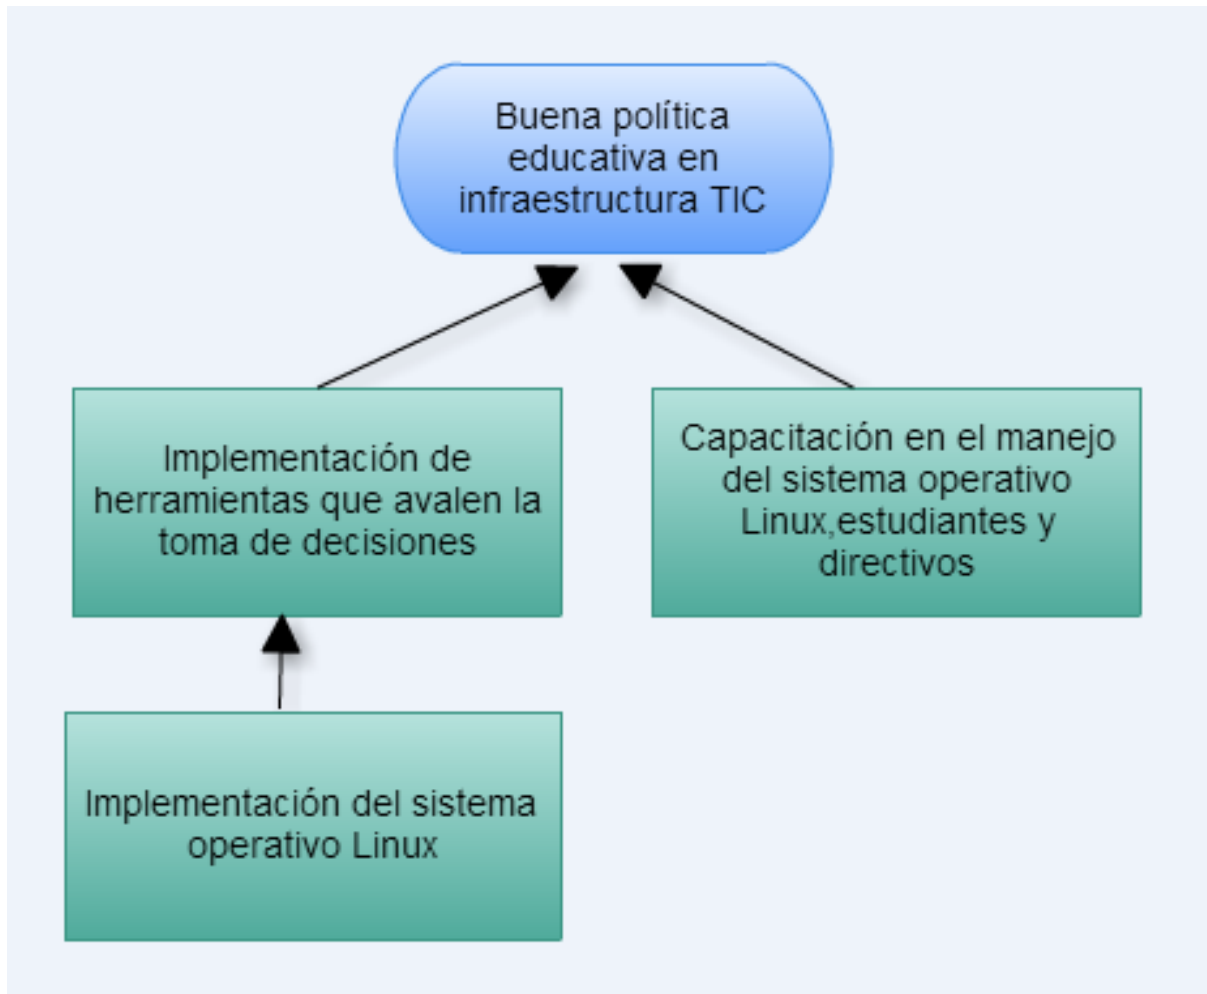 Buena política
educativa en
infraestructura TIC
Implementación de
herramientas que avalen la
toma de decisiones
Capacitación en el manejo
del sistema operativo
Linux,estudiantes y
directivos
Implementación del sistema
operativo Linux